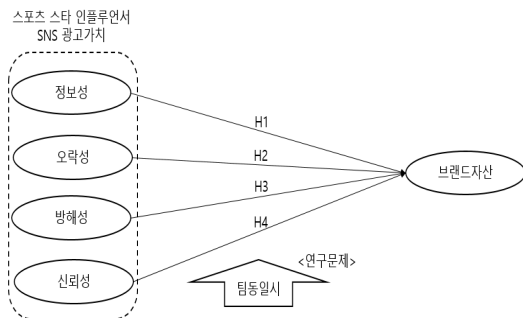 스포츠 스타 인플루언서
SNS 광고가치
정보성
오락성
방해성
신뢰성
H1
H2
H3
H4
브랜드자산
<연구문제>
팀동일시